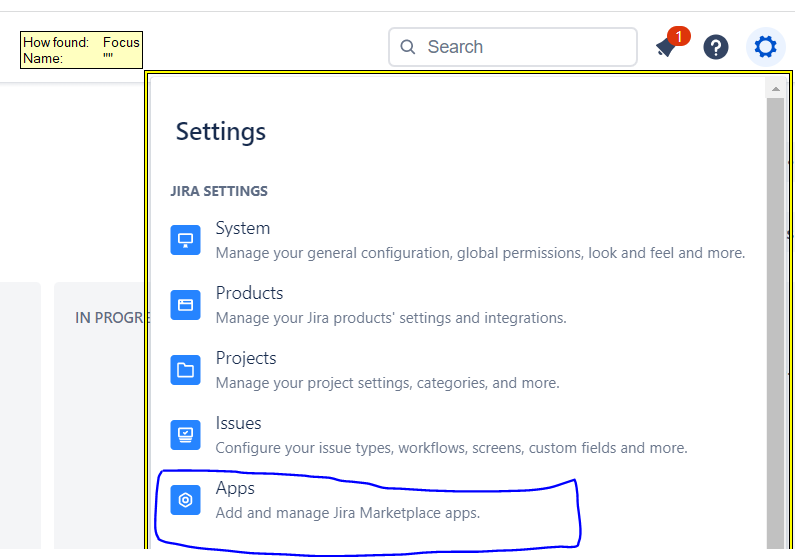 How found: Focus
Name: ""
Search
1
?
Settings
JIRA SETTINGS
System
Manage your general configuration, global permissions, look and feel and more.
Products
Manage your Jira products' settings and integrations.
IN PROGRE
Projects
Manage your project settings, categories, and more.
Issues
Configure your issue types, workflows, screens, custom fields and more.
Apps
Add and manage Jira Marketplace apps.